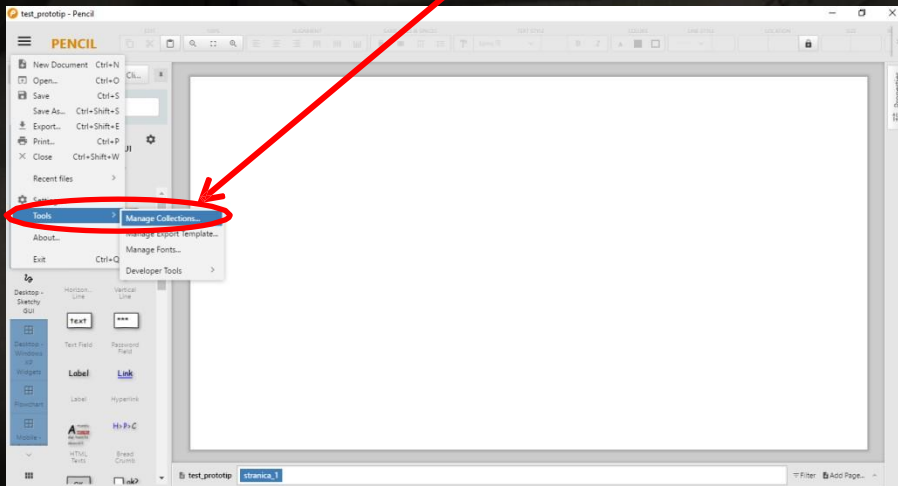 test_prototip - Pencil
PENCIL
New Document Ctrl+N
Open... Ctrl+O
Save Ctrl+S
Save As... Ctrl+Shift+S
Export... Ctrl+Shift+E
Print... Ctrl+P
Close Ctrl+Shift+W
Recent files
Tools
About...
Exit Ctrl+Q
Manage Collections...
Manage Export Template...
Manage Fonts...
Developer Tools
Cli...
UI
Desktop - Sketchy GUI
Horizon... Line
Vertical Line
text
***
Desktop - Windows XP Widgets
Text Field
Password Field
Label
Link
Flowchart
Label
Hyperlink
Mobile -
H>P>C
HTML Texts
Bread Crumb
ok?
test_prototip
stranica_1
Filter
Add Page...